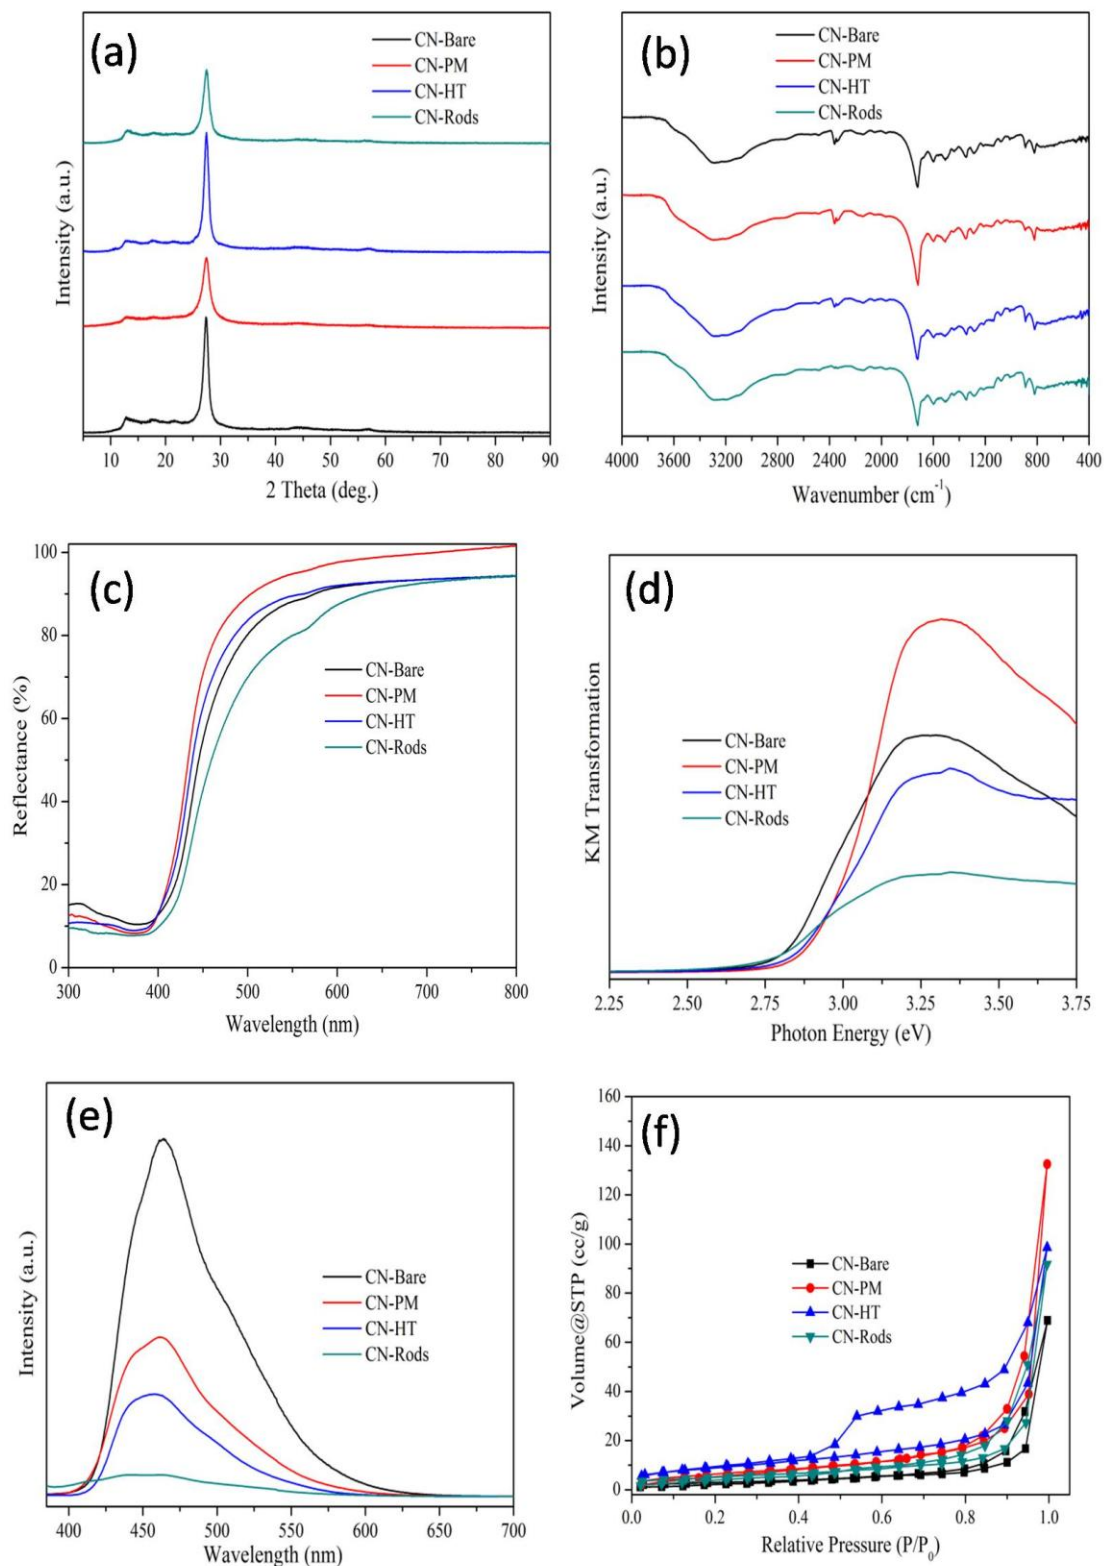 (a)
CN-Bare
CN-PM
CN-HT
CN-Rods
Intensity (a.u.)
10 20 30 40 50 60 70 80 90
2 Theta (deg.)
(b)
CN-Bare
CN-PM
CN-HT
CN-Rods
Intensity (a.u.)
4000 3600 3200 2800 2400 2000 1600 1200 800 400
Wavenumber (cm⁻¹)
(c)
CN-Bare
CN-PM
CN-HT
CN-Rods
Reflectance (%)
100
80
60
40
20
0
300 400 500 600 700 800
Wavelength (nm)
(d)
CN-Bare
CN-PM
CN-HT
CN-Rods
KM Transformation
2.25 2.50 2.75 3.00 3.25 3.50 3.75
Photon Energy (eV)
(e)
CN-Bare
CN-PM
CN-HT
CN-Rods
Intensity (a.u.)
400 450 500 550 600 650 700
Wavelength (nm)
(f)
CN-Bare
CN-PM
CN-HT
CN-Rods
Volume@STP (cc/g)
160
140
120
100
80
60
40
20
0
0.0 0.2 0.4 0.6 0.8 1.0
Relative Pressure (P/P₀)